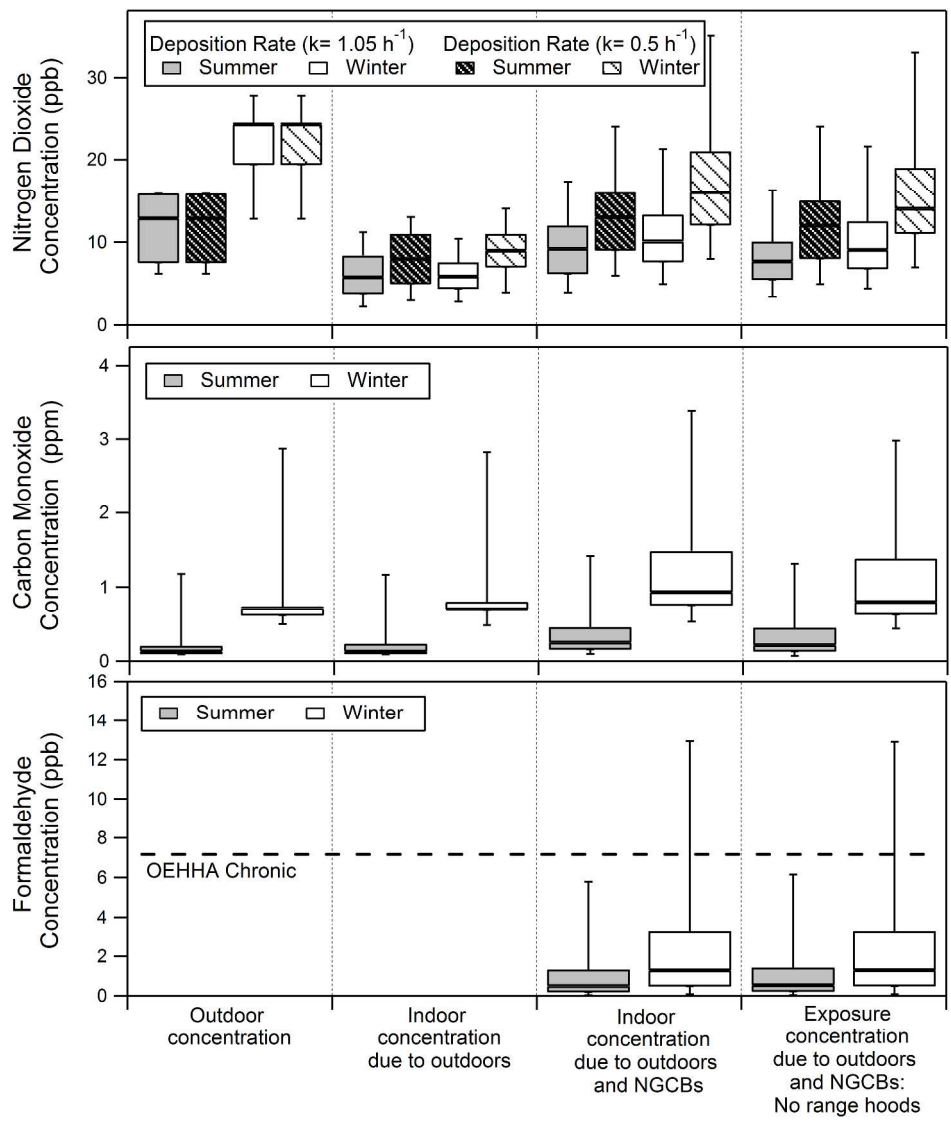 Nitrogen Dioxide
Concentration (ppb)
30
20
10
0
Deposition Rate (k= 1.05 h⁻¹) Deposition Rate (k= 0.5 h⁻¹)
Summer Winter Summer Winter
Carbon Monoxide
Concentration (ppm)
4
3
2
1
0
Summer Winter
Formaldehyde
Concentration (ppb)
16
14
12
10
8
6
4
2
0
Summer Winter
OEHHA Chronic
Outdoor
concentration
Indoor
concentration
due to outdoors
Indoor
concentration
due to outdoors
and NGCBs
Exposure
concentration
due to outdoors
and NGCBs:
No range hoods